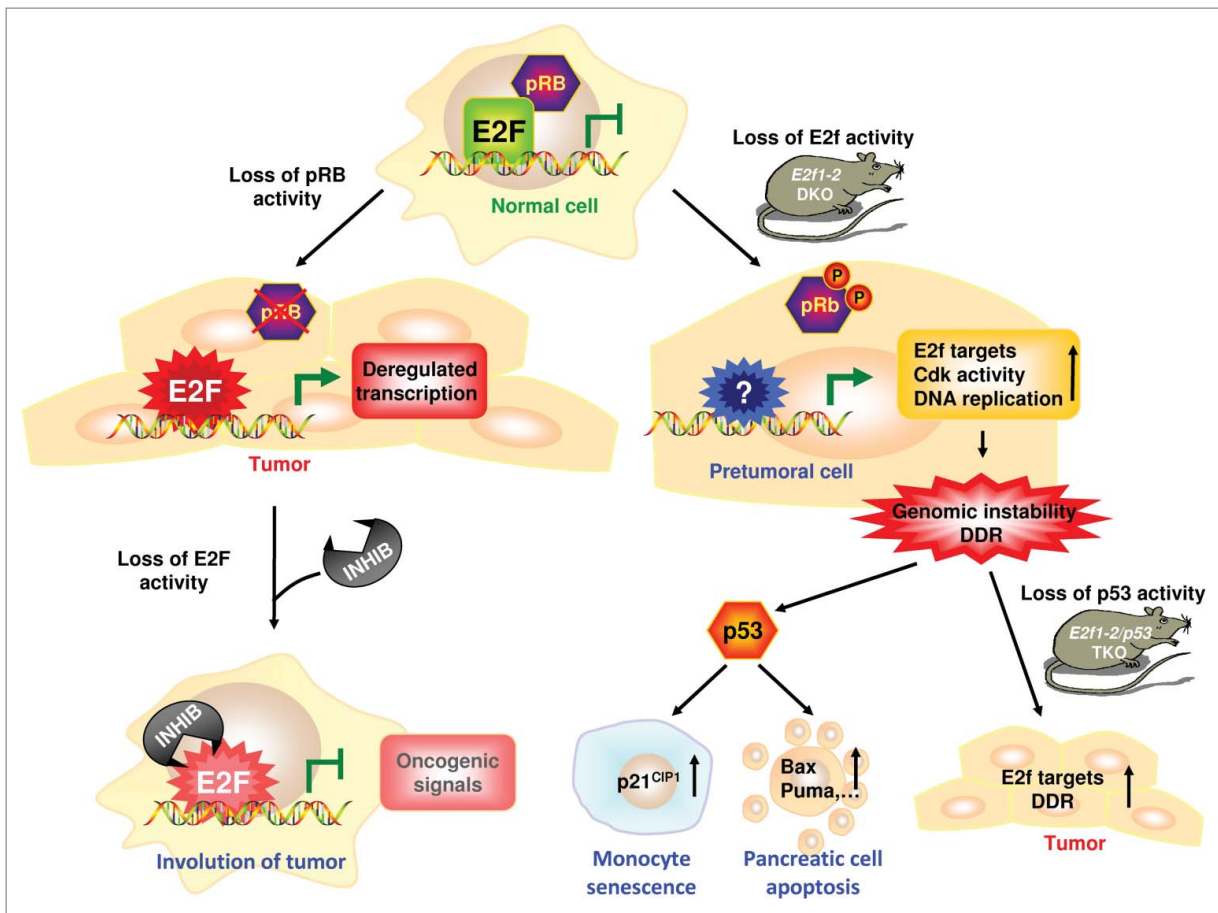 pRB
E2F
Normal cell
Loss of pRB
activity
Loss of E2f activity
E2f1-2
DKO
pRB
E2F
Deregulated
transcription
Tumor
P
P
pRb
?
E2f targets
Cdk activity
DNA replication
Pretumoral cell
Genomic instability
DDR
Loss of E2F
activity
INHIB
INHIB
E2F
Oncogenic
signals
Involution of tumor
p53
Loss of p53 activity
E2f1-2/p53
TKO
p21CIP1
Monocyte
senescence
Bax
Puma,...
Pancreatic cell
apoptosis
E2f targets
DDR
Tumor